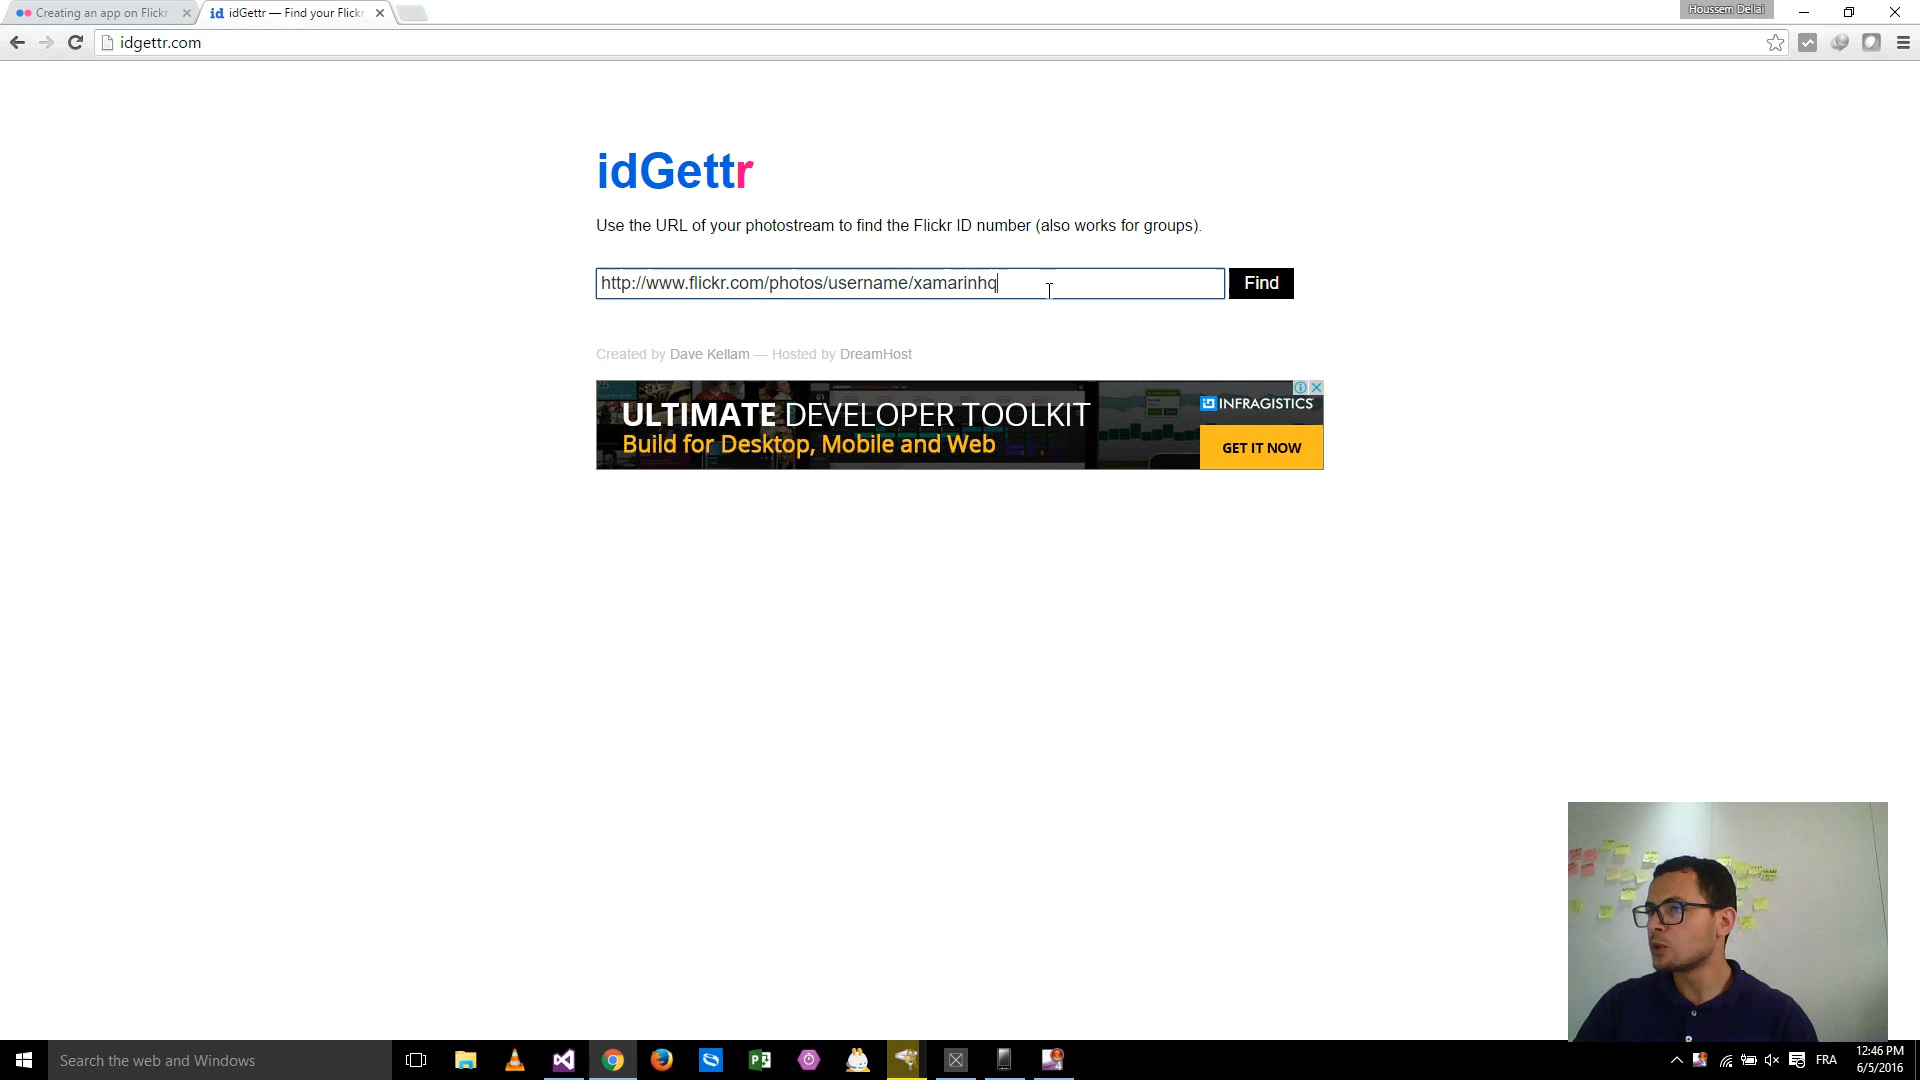 Creating an app on Flickr
idGettr — Find your Flickr
Houssem Dellai
idgettr.com
idGettr
Use the URL of your photostream to find the Flickr ID number (also works for groups).
http://www.flickr.com/photos/username/xamarinhq
Find
Created by Dave Kellam — Hosted by DreamHost
ULTIMATE DEVELOPER TOOLKIT
Build for Desktop, Mobile and Web
INFRAGISTICS
GET IT NOW
Search the web and Windows
FRA
12:46 PM
6/5/2016